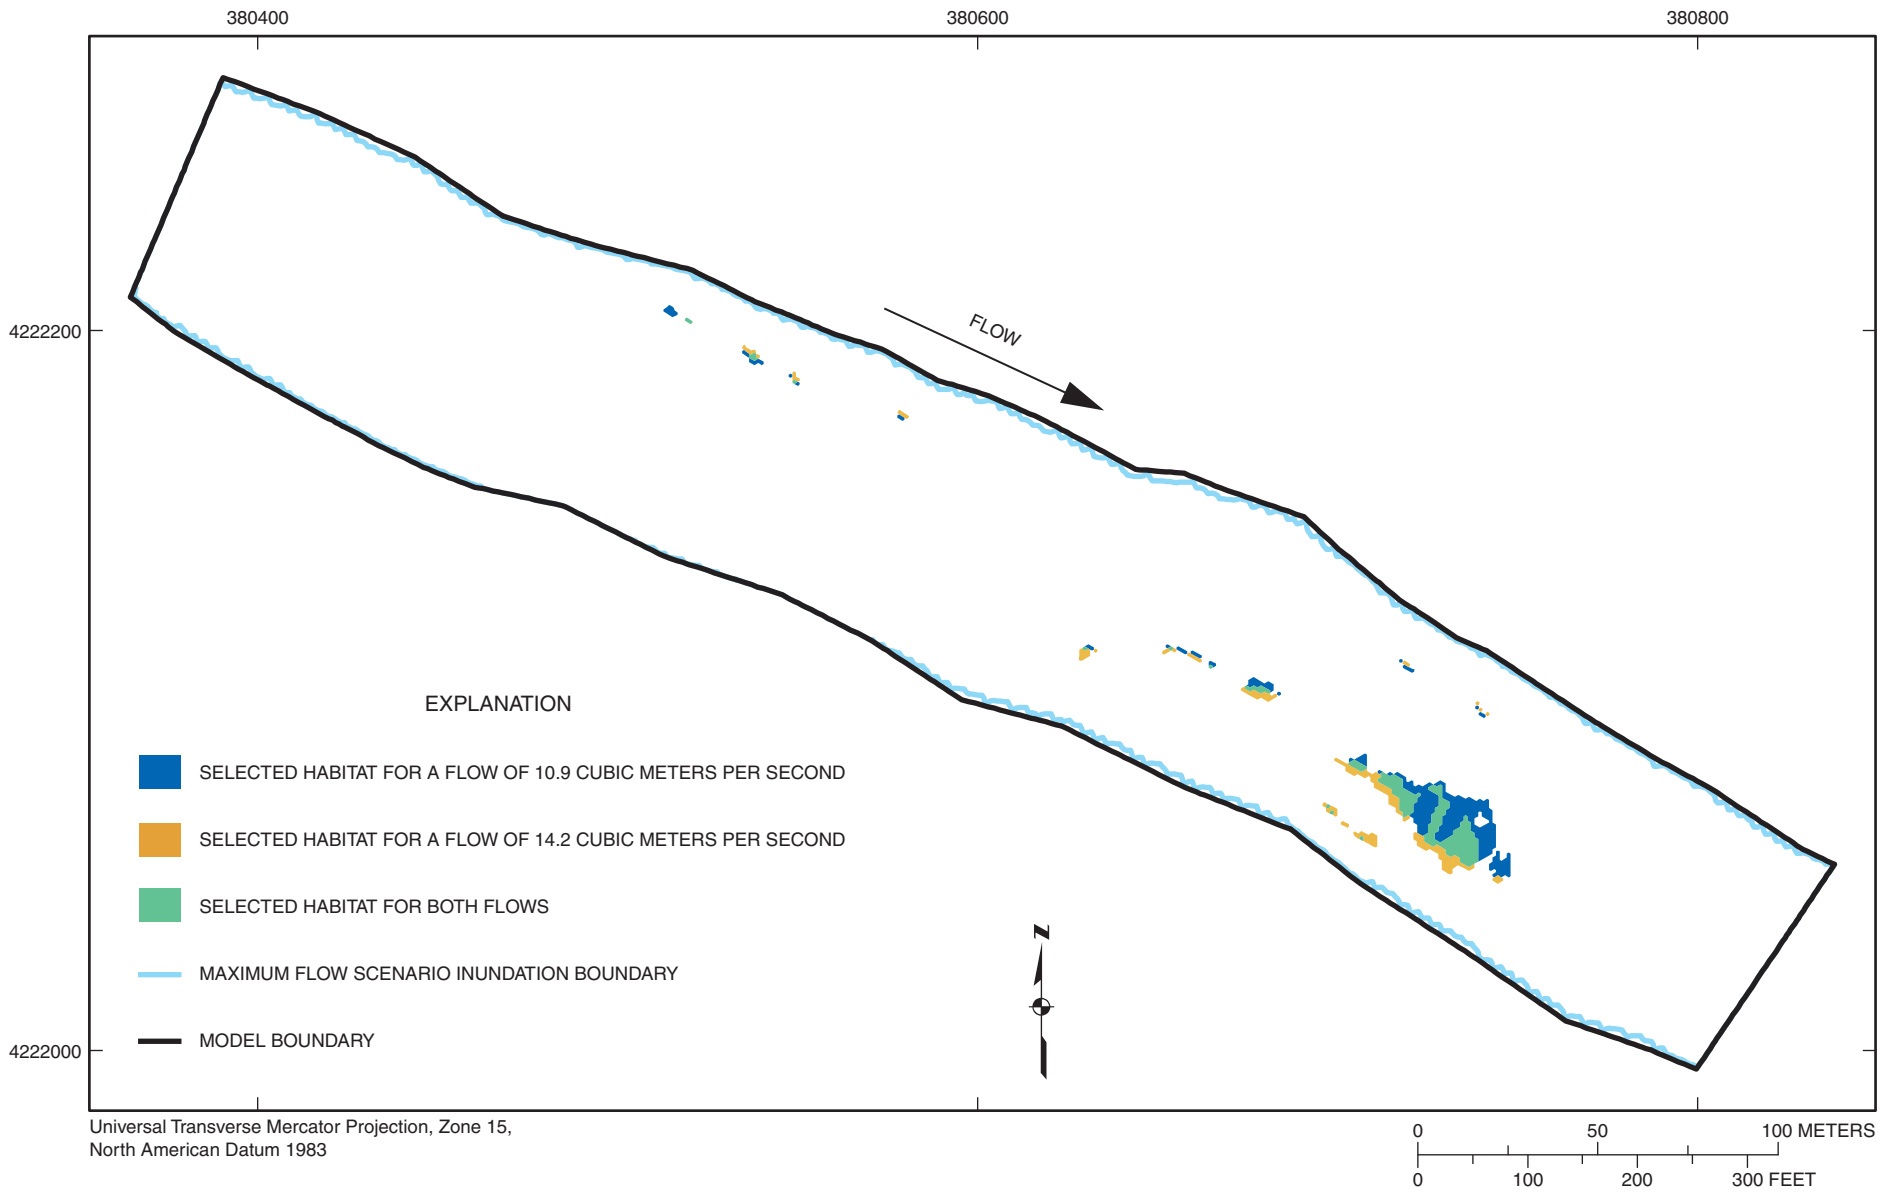 380400
380600
380800
4222200
FLOW
EXPLANATION
SELECTED HABITAT FOR A FLOW OF 10.9 CUBIC METERS PER SECOND
SELECTED HABITAT FOR A FLOW OF 14.2 CUBIC METERS PER SECOND
SELECTED HABITAT FOR BOTH FLOWS
MAXIMUM FLOW SCENARIO INUNDATION BOUNDARY
MODEL BOUNDARY
N
4222000
Universal Transverse Mercator Projection, Zone 15,
North American Datum 1983
0 50 100 METERS
0 100 200 300 FEET